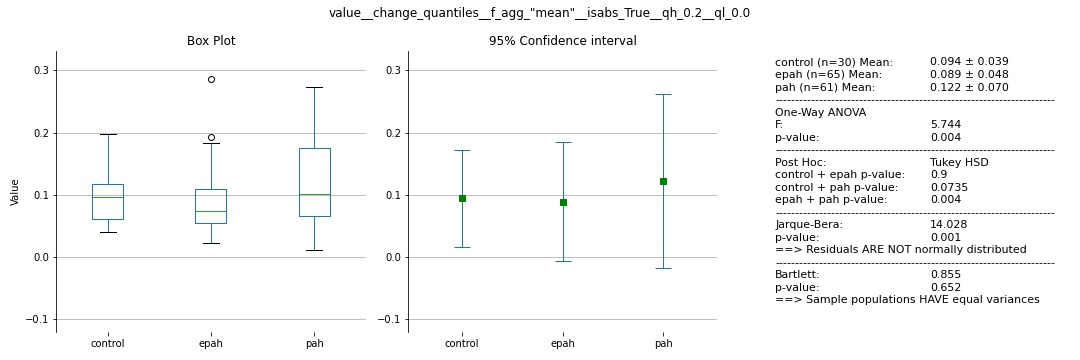 value__change_quantiles__f_agg_"mean"__isabs_True__qh_0.2__ql_0.0
Box Plot
Value
0.3
0.2
0.1
0.0
−0.1
control epah pah
95% Confidence interval
0.3
0.2
0.1
0.0
−0.1
control epah pah
control (n=30) Mean: 0.094 ± 0.039
epah (n=65) Mean: 0.089 ± 0.048
pah (n=61) Mean: 0.122 ± 0.070
One-Way ANOVA
F: 5.744
p-value: 0.004
Post Hoc: Tukey HSD
control + epah p-value: 0.9
control + pah p-value: 0.0735
epah + pah p-value: 0.004
Jarque-Bera: 14.028
p-value: 0.001
==> Residuals ARE NOT normally distributed
Bartlett: 0.855
p-value: 0.652
==> Sample populations HAVE equal variances